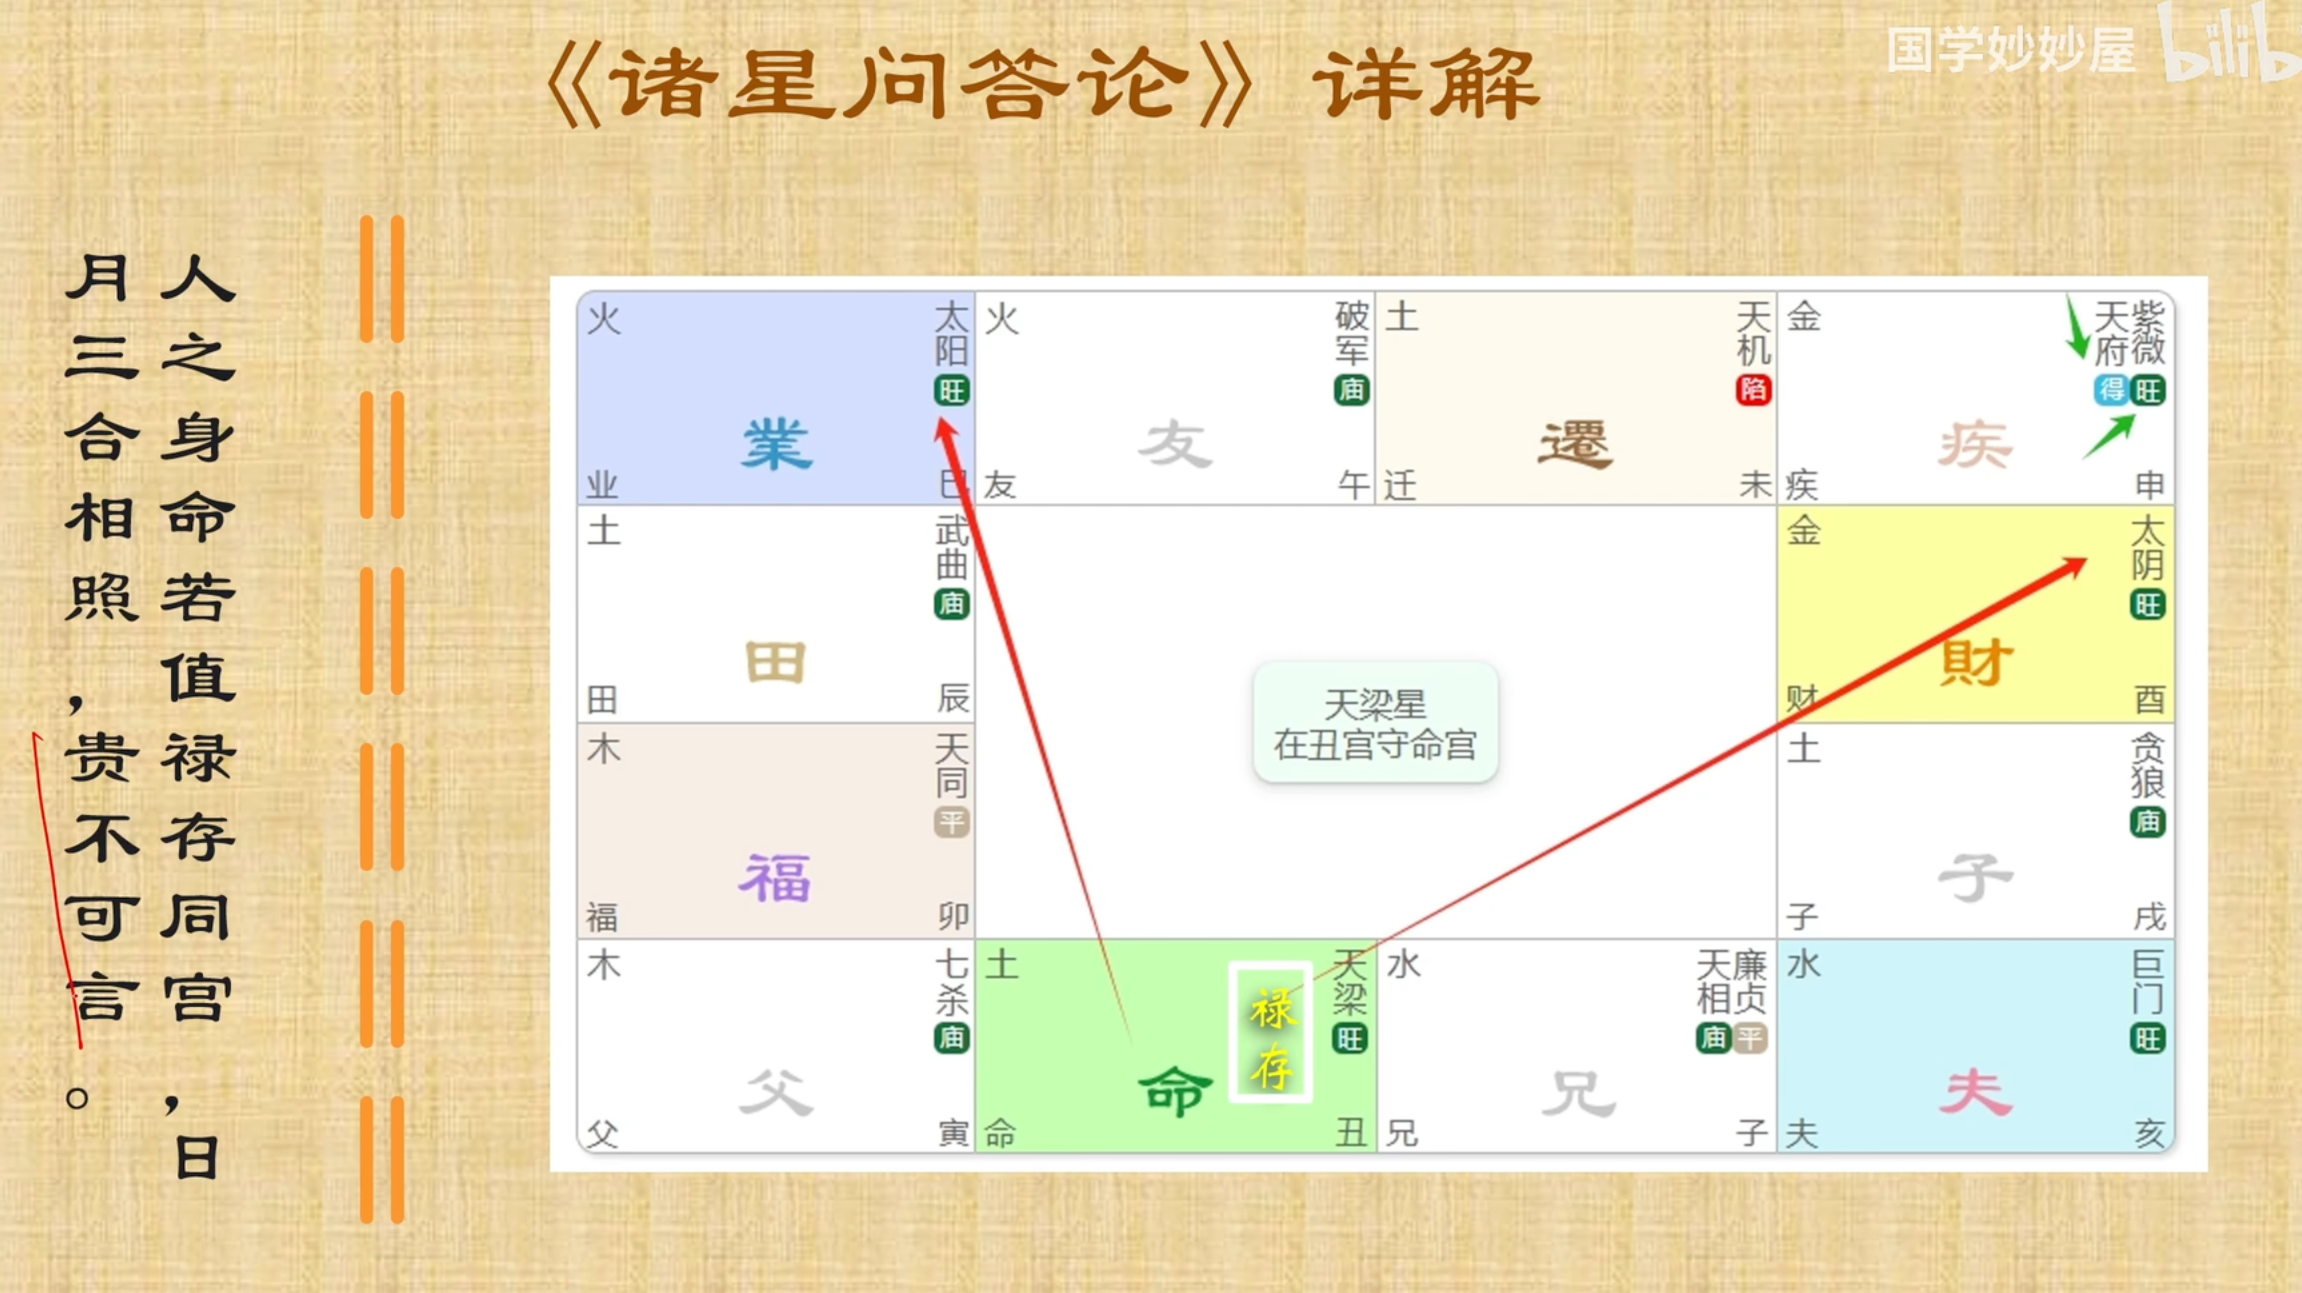 《诸星问答论》详解
国学妙妙屋
bilib
人之身命若值禄存同宫，日
月三合相照，贵不可言。
火
太阳
旺
業
业
巳
火
破军
庙
友
友
午
土
天机
陷
遷
迁
未
金
紫微
天府
得
旺
疾
疾
申
土
武曲
庙
田
田
辰
金
太阴
旺
財
财
酉
木
天同
平
福
福
卯
天梁星
在丑宫守命宫
土
贪狼
庙
子
子
戌
木
七杀
庙
父
父
寅
土
天梁
旺
禄存
命
命
丑
水
廉贞
天相
庙
平
兄
兄
子
水
巨门
旺
夫
夫
亥